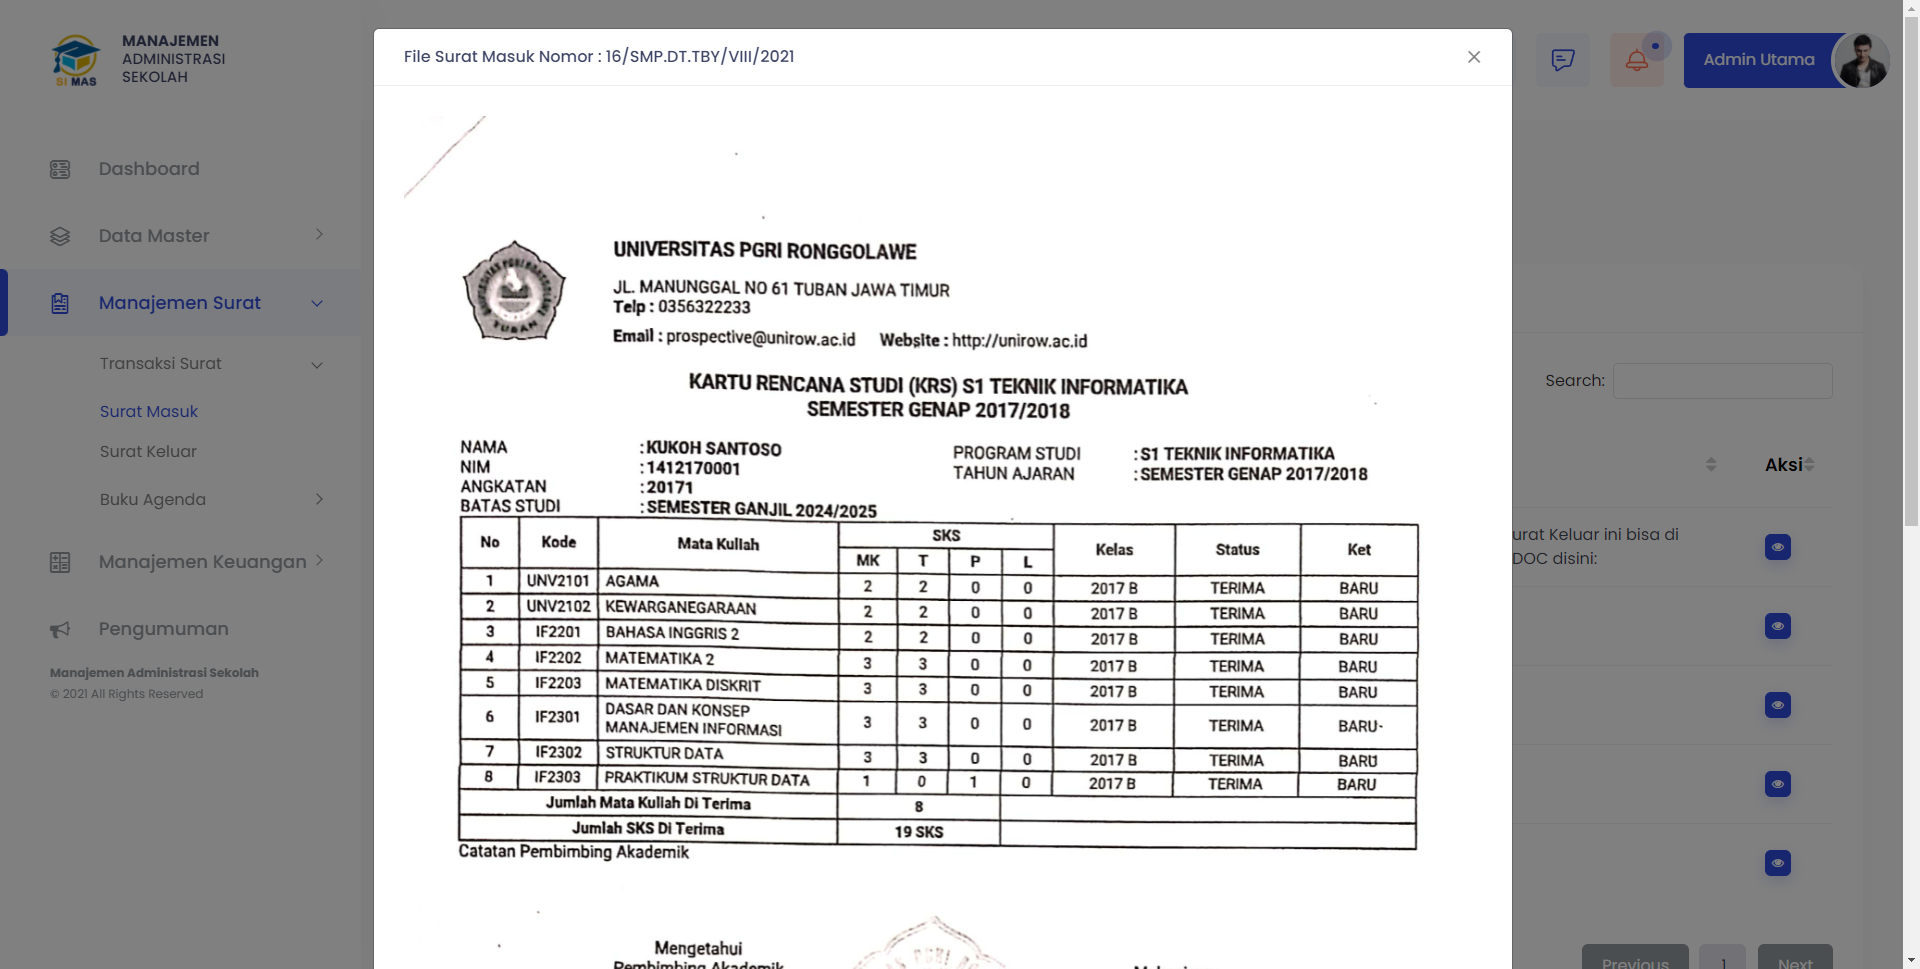 SI MAS
MANAJEMEN
ADMINISTRASI
SEKOLAH
Dashboard
Data Master
Manajemen Surat
Transaksi Surat
Surat Masuk
Surat Keluar
Buku Agenda
Manajemen Keuangan
Pengumuman
Manajemen Administrasi Sekolah
© 2021 All Rights Reserved
File Surat Masuk Nomor : 16/SMP.DT.TBY/VIII/2021
Admin Utama
Search:
Aksi
urat Keluar ini bisa di
DOC disini:
Previous 1 Next
UNIVERSITAS PGRI RONGGOLAWE
JL. MANUNGGAL NO 61 TUBAN JAWA TIMUR
Telp : 0356322233
Email : prospective@unirow.ac.id Website : http://unirow.ac.id
TUBAN
KARTU RENCANA STUDI (KRS) S1 TEKNIK INFORMATIKA
SEMESTER GENAP 2017/2018
NAMA : KUKOH SANTOSO PROGRAM STUDI : S1 TEKNIK INFORMATIKA
NIM : 1412170001 TAHUN AJARAN : SEMESTER GENAP 2017/2018
ANGKATAN : 20171
BATAS STUDI : SEMESTER GANJIL 2024/2025
No Kode Mata Kuliah SKS Kelas Status Ket
MK T P L
1 UNV2101 AGAMA 2 2 0 0 2017 B TERIMA BARU
2 UNV2102 KEWARGANEGARAAN 2 2 0 0 2017 B TERIMA BARU
3 IF2201 BAHASA INGGRIS 2 2 2 0 0 2017 B TERIMA BARU
4 IF2202 MATEMATIKA 2 3 3 0 0 2017 B TERIMA BARU
5 IF2203 MATEMATIKA DISKRIT 3 3 0 0 2017 B TERIMA BARU
6 IF2301 DASAR DAN KONSEP
MANAJEMEN INFORMASI 3 3 0 0 2017 B TERIMA BARU
7 IF2302 STRUKTUR DATA 3 3 0 0 2017 B TERIMA BARU
8 IF2303 PRAKTIKUM STRUKTUR DATA 1 0 1 0 2017 B TERIMA BARU
Jumlah Mata Kuliah Di Terima 8
Jumlah SKS Di Terima 19 SKS
Catatan Pembimbing Akademik
Mengetahui
Pembimbing Akademik
PGRI